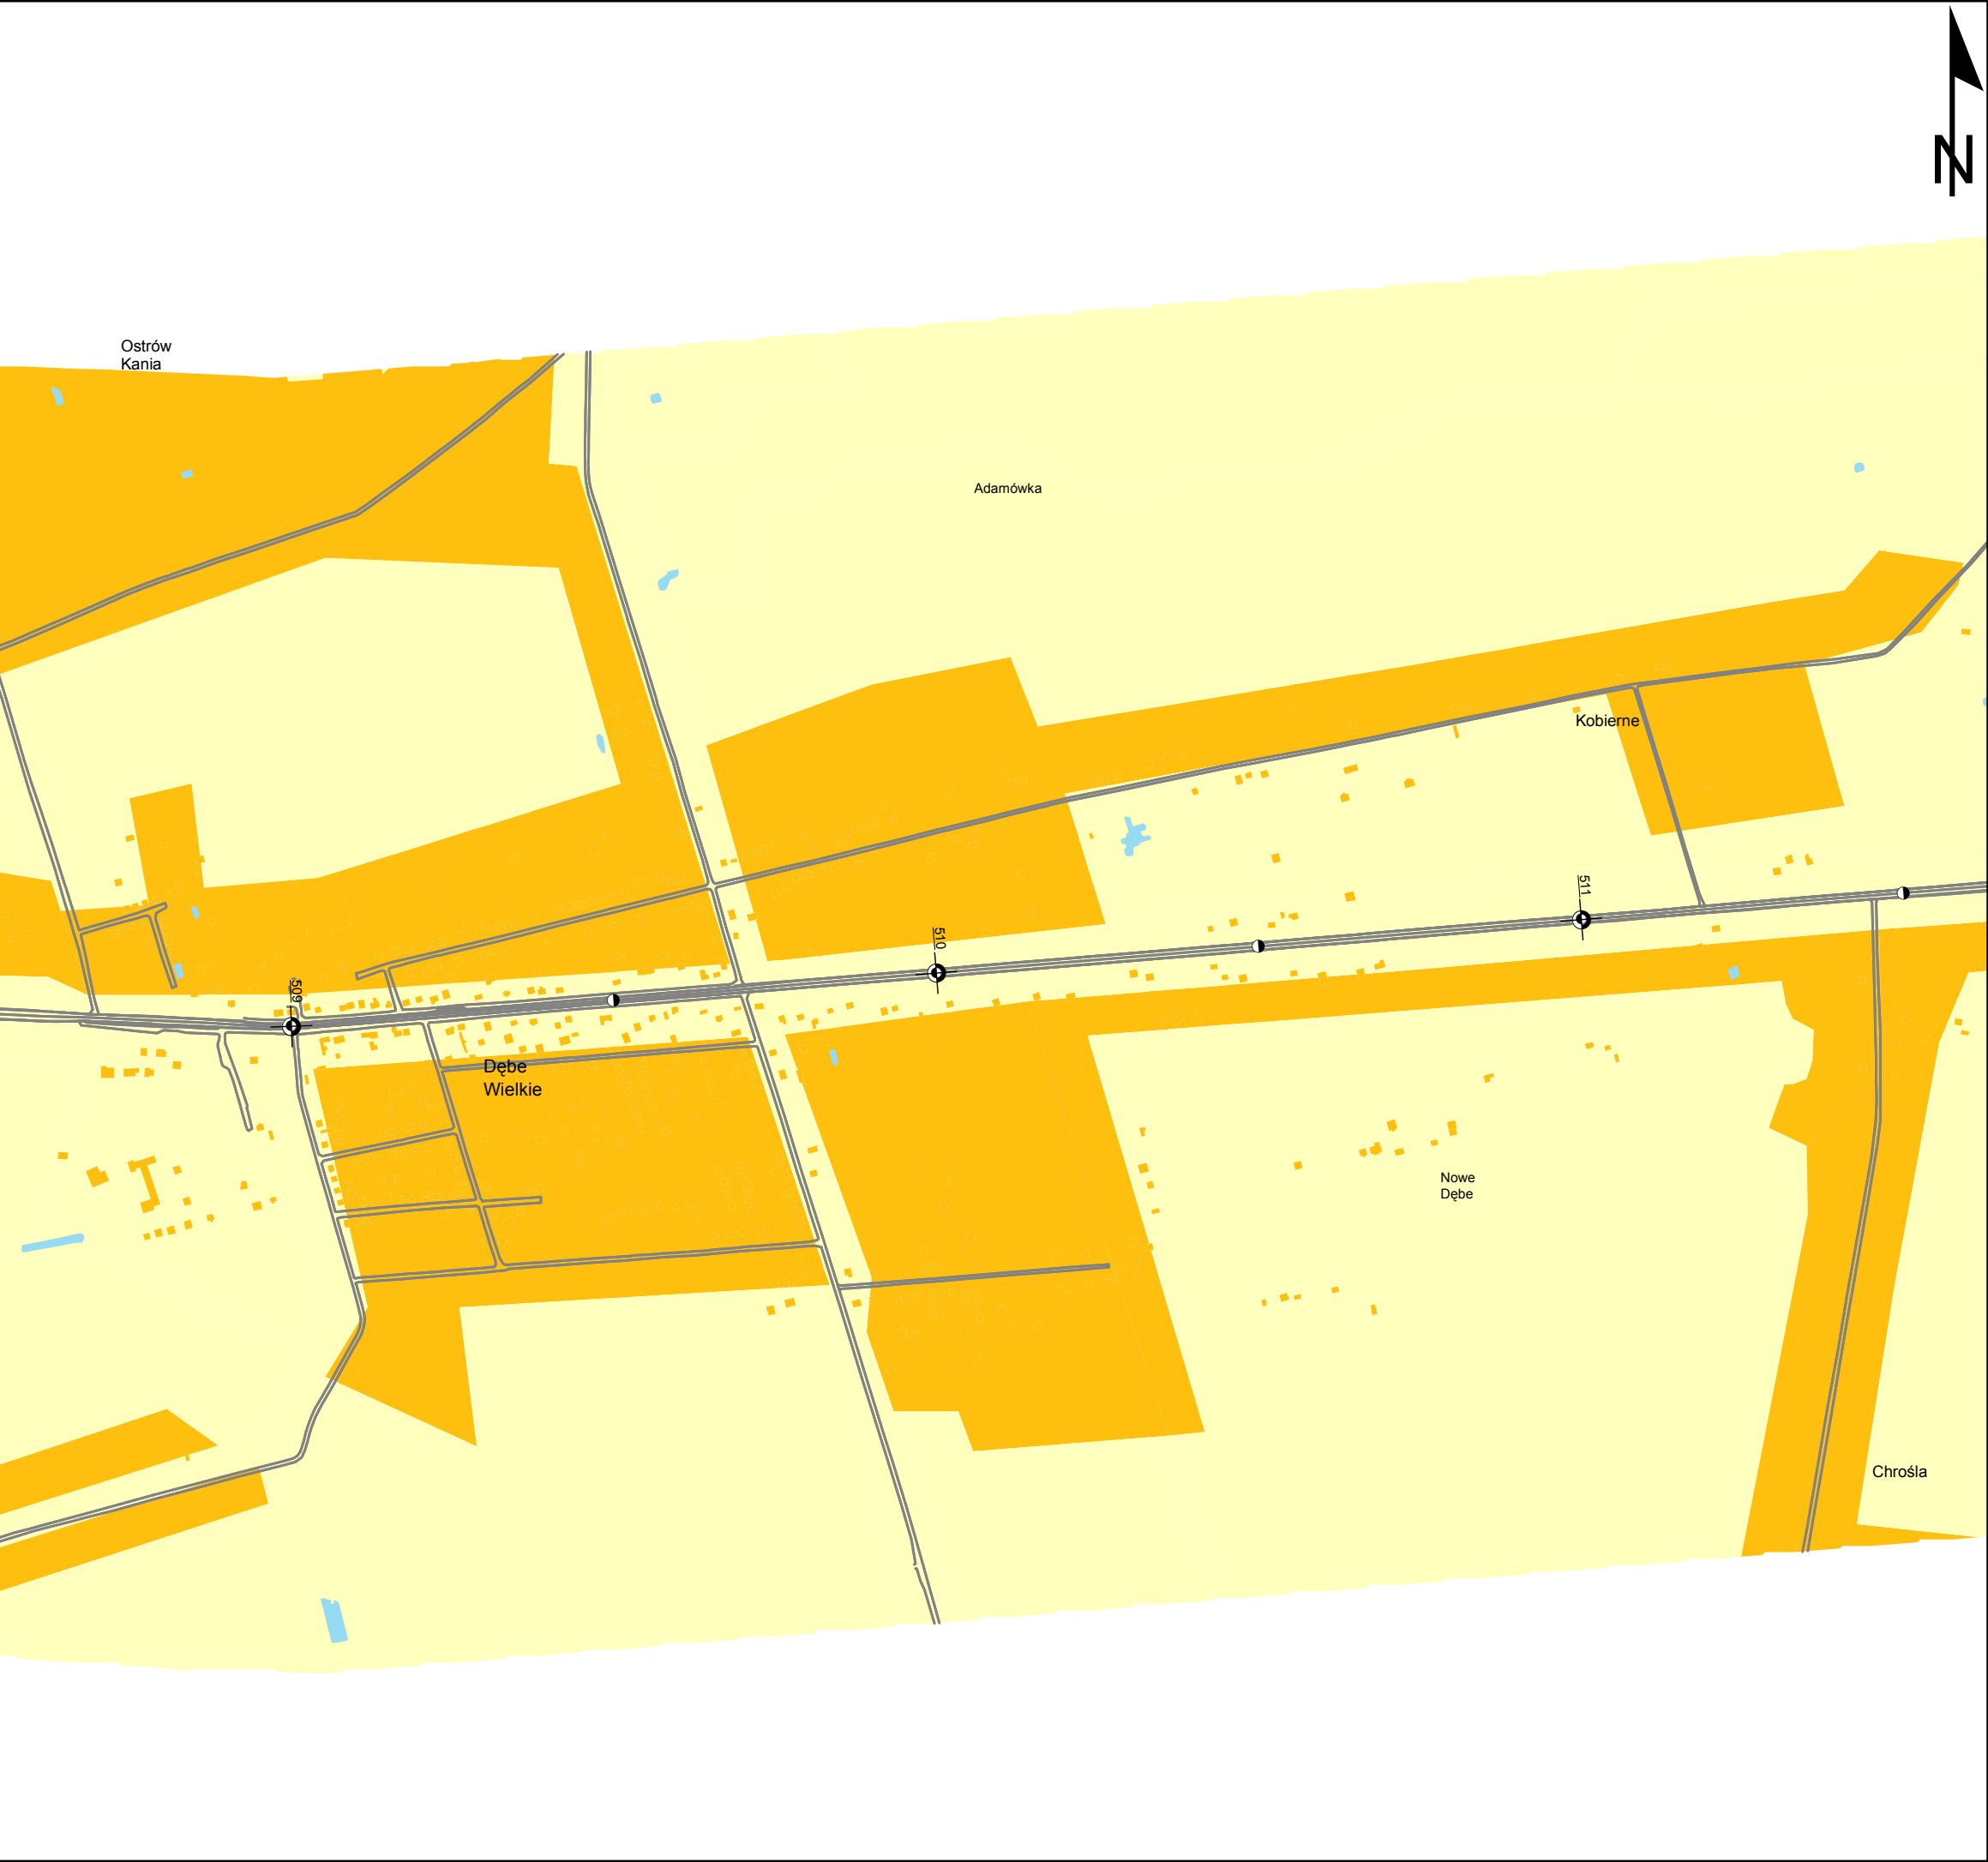 N
Ostrów
Kania
Adamówka
Kobierne
511
510
509
Dębe
Wielkie
Nowe
Dębe
Chrośla